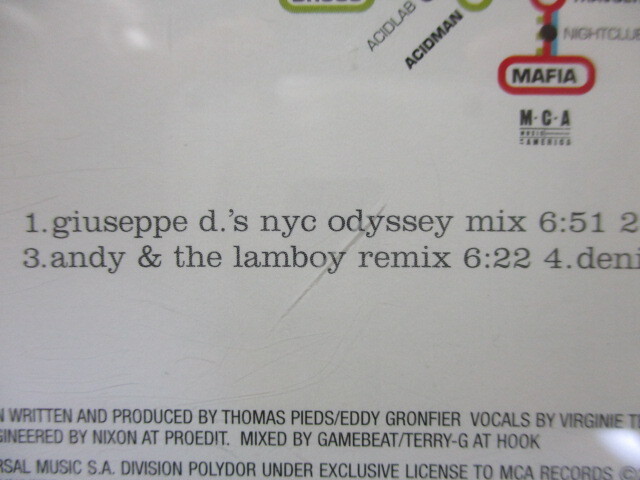 ACIDLAB
ACIDMAN
NIGHTCLUB
MAFIA
M·C·A
MUSIC
AMERICA
1.giuseppe d.'s nyc odyssey mix 6:51 2
3.andy & the lamboy remix 6:22 4.deni
WRITTEN AND PRODUCED BY THOMAS PIEDS/EDDY GRONFIER VOCALS BY VIRGINIE
GINEERED BY NIXON AT PROEDIT. MIXED BY GAMEBEAT/TERRY-G AT HOOK
RSAL MUSIC S.A. DIVISION POLYDOR UNDER EXCLUSIVE LICENSE TO MCA RECORDS ©